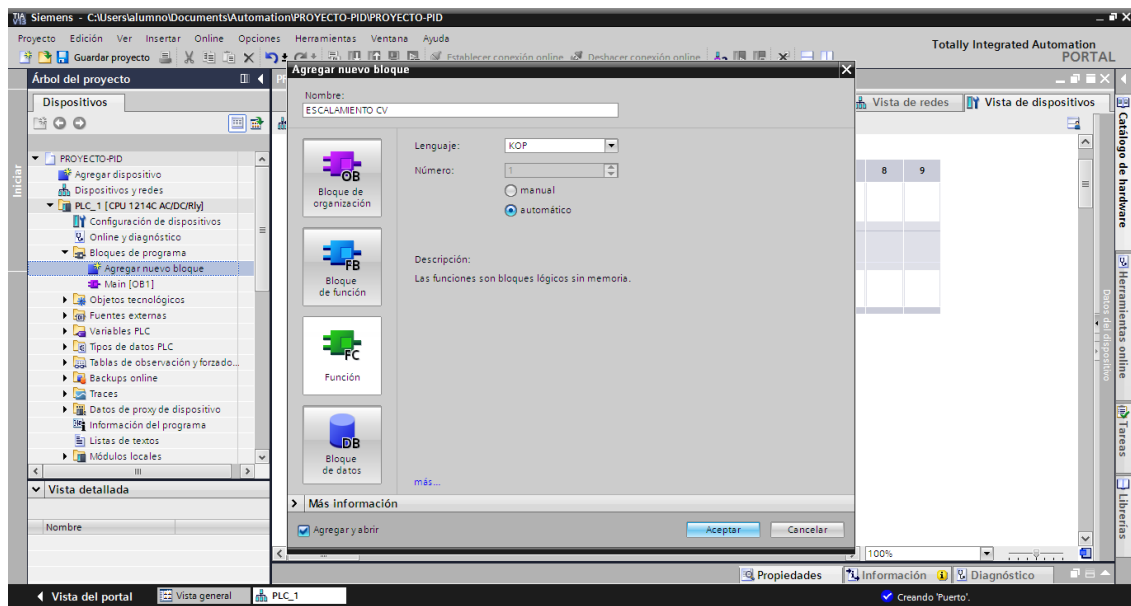 Siemens - C:\Users\alumno\Documents\Automation\PROYECTO-PID\PROYECTO-PID
Proyecto Edición Ver Insertar Online Opciones Herramientas Ventana Ayuda
Totally Integrated Automation
PORTAL
Guardar proyecto
Establecer conexión online
Deshacer conexión online
Árbol del proyecto
Dispositivos
PROYECTO-PID
Agregar dispositivo
Dispositivos y redes
PLC_1 [CPU 1214C AC/DC/Rly]
Configuración de dispositivos
Online y diagnóstico
Bloques de programa
Agregar nuevo bloque
Main [OB1]
Objetos tecnológicos
Fuentes externas
Variables PLC
Tipos de datos PLC
Tablas de observación y forzado...
Backups online
Traces
Datos de proxy de dispositivo
Información del programa
Listas de textos
Módulos locales
Vista detallada
Nombre
Iniciar
Agregar nuevo bloque
Nombre:
ESCALAMIENTO CV
OB
Bloque de
organización
FB
Bloque
de función
FC
Función
DB
Bloque
de datos
Lenguaje:
KOP
Número:
1
manual
automático
Descripción:
Las funciones son bloques lógicos sin memoria.
más...
Más información
Agregar y abrir
Aceptar
Cancelar
Vista de redes
Vista de dispositivos
8 9
100%
Datos del dispositivo
Catálogo de hardware
Herramientas online
Tareas
Librerías
Propiedades
Información
Diagnóstico
Vista del portal
Vista general
PLC_1
Creando 'Puerto'.